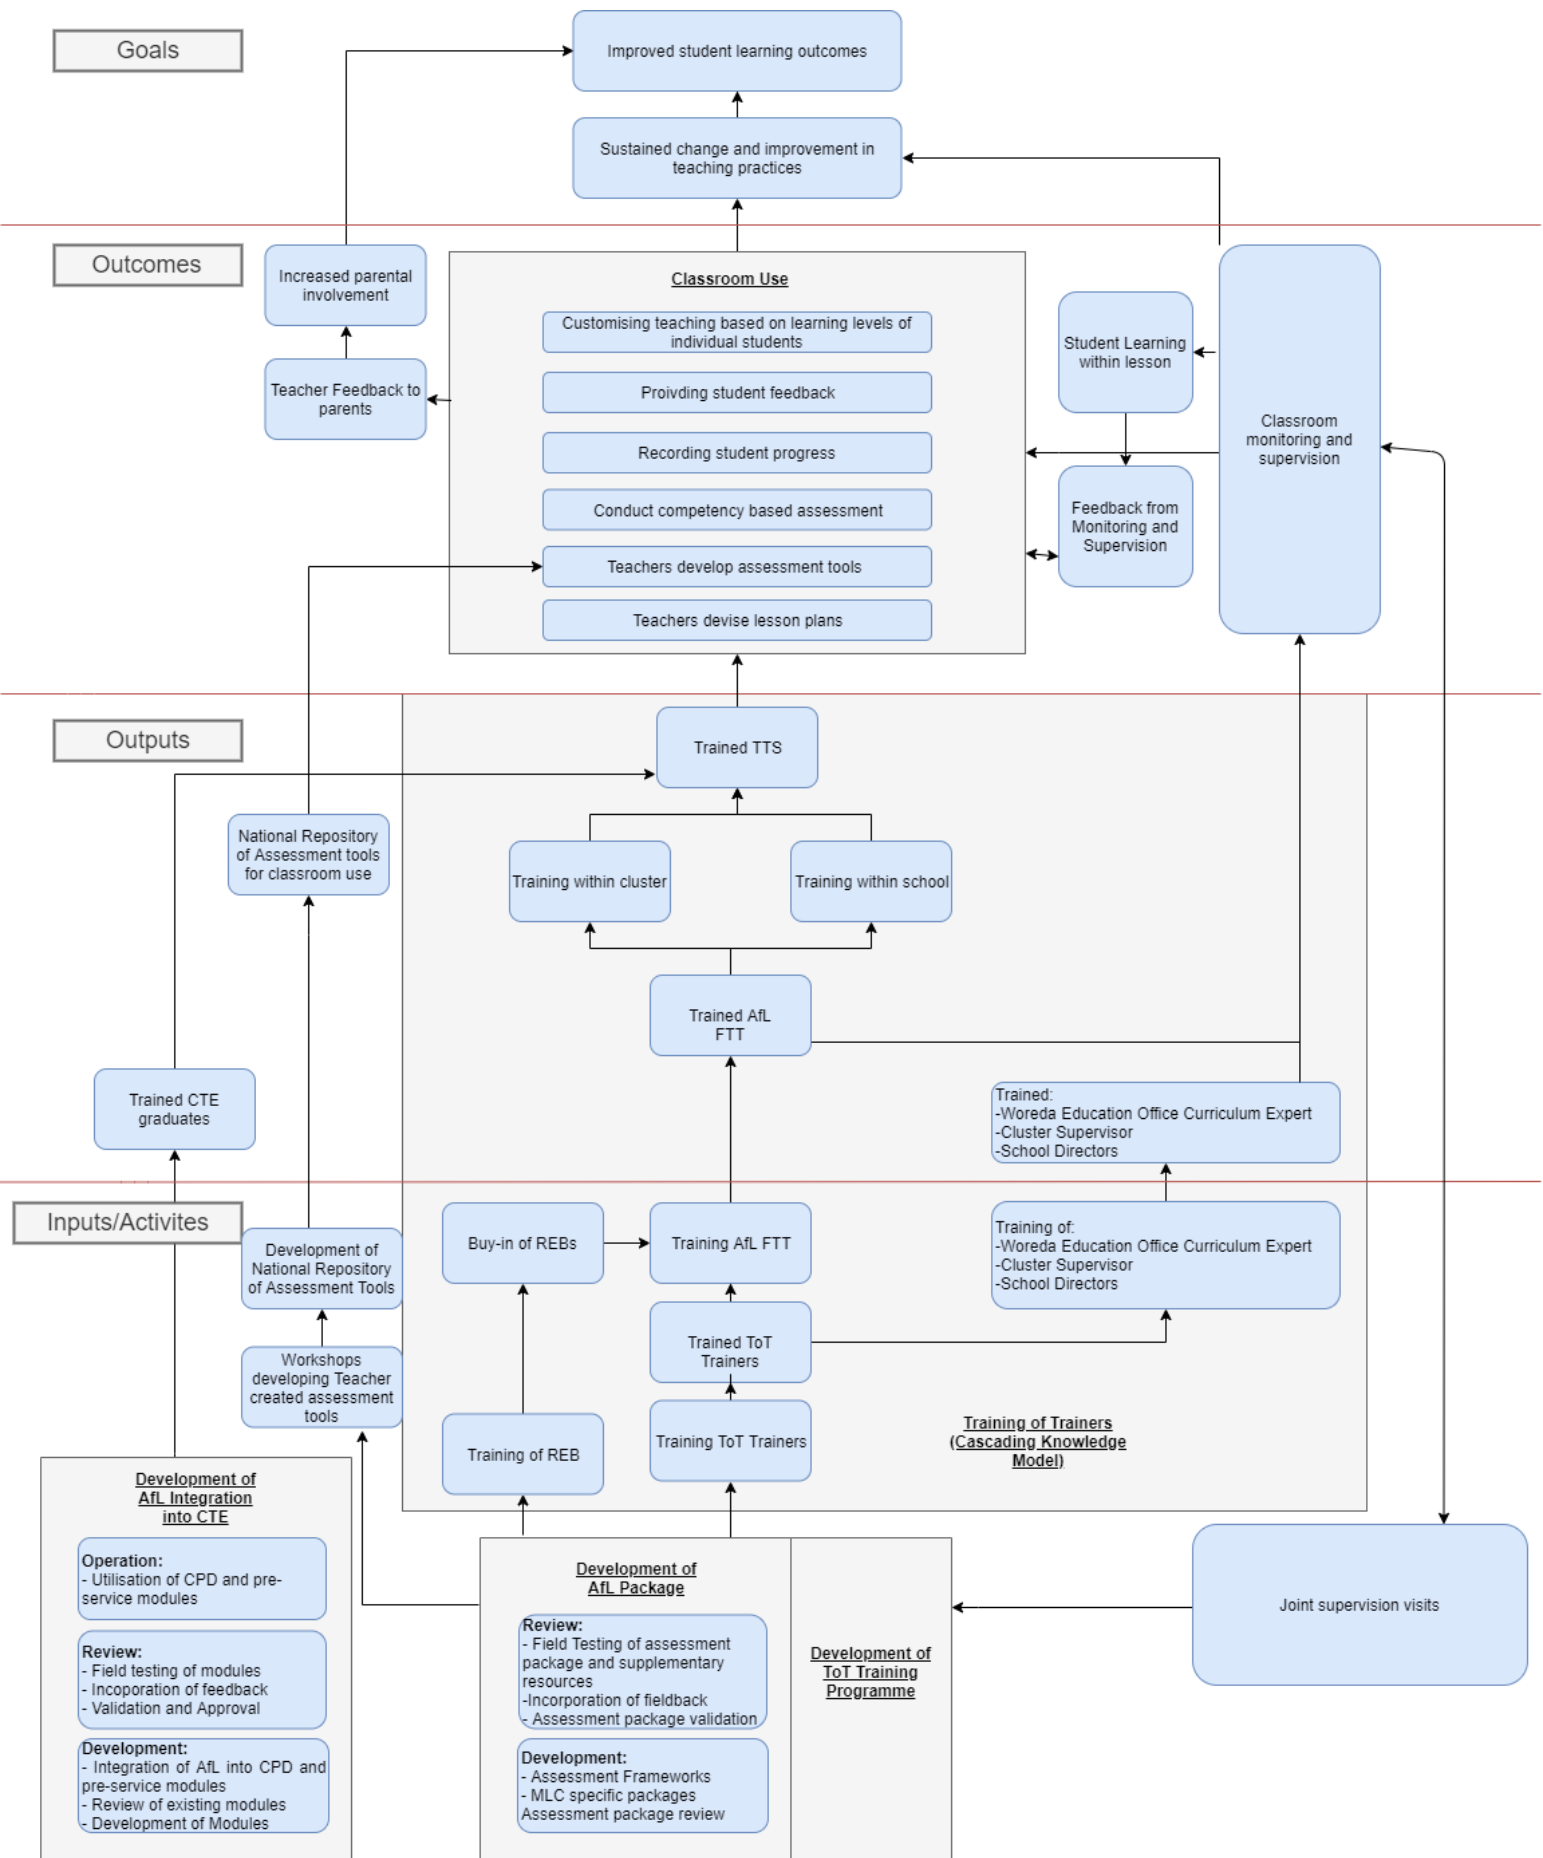 Goals
Improved student learning outcomes
Sustained change and improvement in
teaching practices
Outcomes
Increased parental
involvement
Teacher Feedback to
parents
Classroom Use
Customising teaching based on learning levels of
individual students
Proivding student feedback
Recording student progress
Conduct competency based assessment
Teachers develop assessment tools
Teachers devise lesson plans
Student Learning
within lesson
Feedback from
Monitoring and
Supervision
Classroom
monitoring and
supervision
Outputs
Trained TTS
National Repository
of Assessment tools
for classroom use
Training within cluster
Training within school
Trained AfL
FTT
Trained CTE
graduates
Trained:
-Woreda Education Office Curriculum Expert
-Cluster Supervisor
-School Directors
Inputs/Activites
Development of
National Repository
of Assessment Tools
Buy-in of REBs
Training AfL FTT
Training of:
-Woreda Education Office Curriculum Expert
-Cluster Supervisor
-School Directors
Workshops
developing Teacher
created assessment
tools
Trained ToT
Trainers
Training of REB
Training ToT Trainers
Training of Trainers
(Cascading Knowledge
Model)
Development of
AfL Integration
into CTE
Operation:
- Utilisation of CPD and pre-
service modules
Review:
- Field testing of modules
- Incoporation of feedback
- Validation and Approval
Development:
- Integration of AfL into CPD and
pre-service modules
- Review of existing modules
- Development of Modules
Development of
AfL Package
Review:
- Field Testing of assessment
package and supplementary
resources
-Incorporation of fieldback
- Assessment package validation
Development:
- Assessment Frameworks
- MLC specific packages
Assessment package review
Development of
ToT Training
Programme
Joint supervision visits